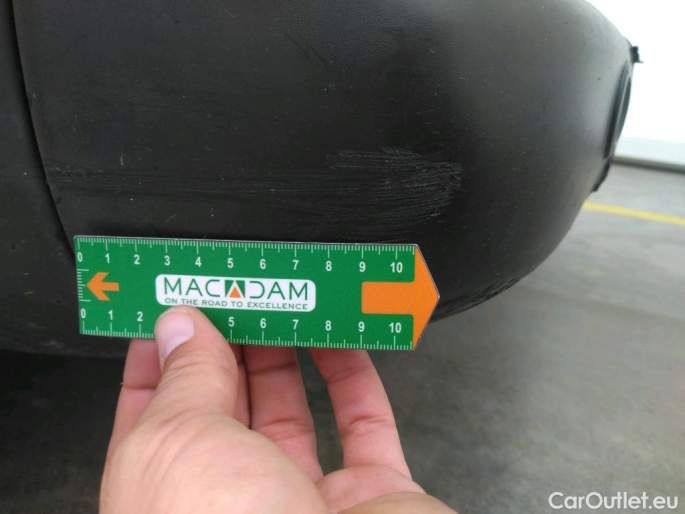 0 1 2 3 4 5 6 7 8 9 10
MACADAM
ON THE ROAD TO EXCELLENCE
0 1 2 5 6 7 8 9 10
CarOutlet.eu